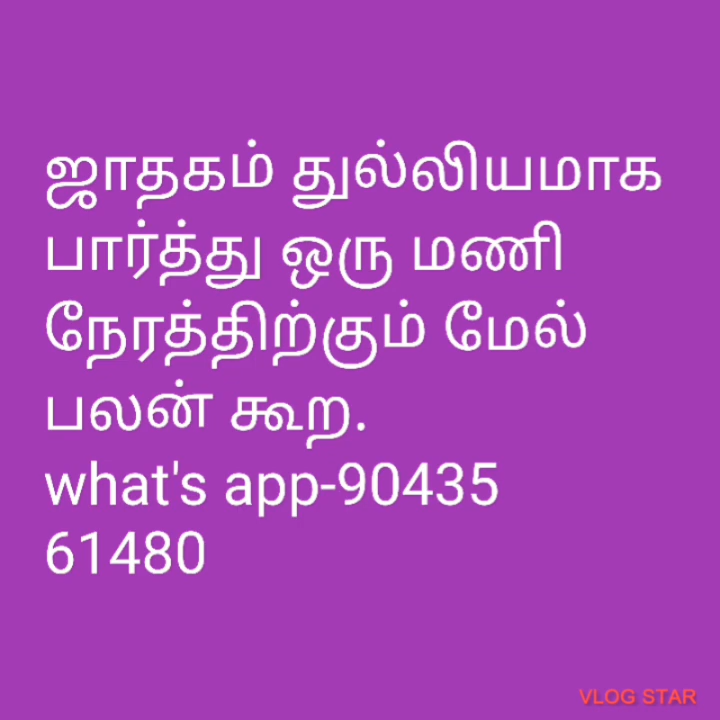 ஜாதகம் துல்லியமாக
பார்த்து ஒரு மணி
நேரத்திற்கும் மேல்
பலன் கூற.
what's app-90435
61480
VLOG STAR